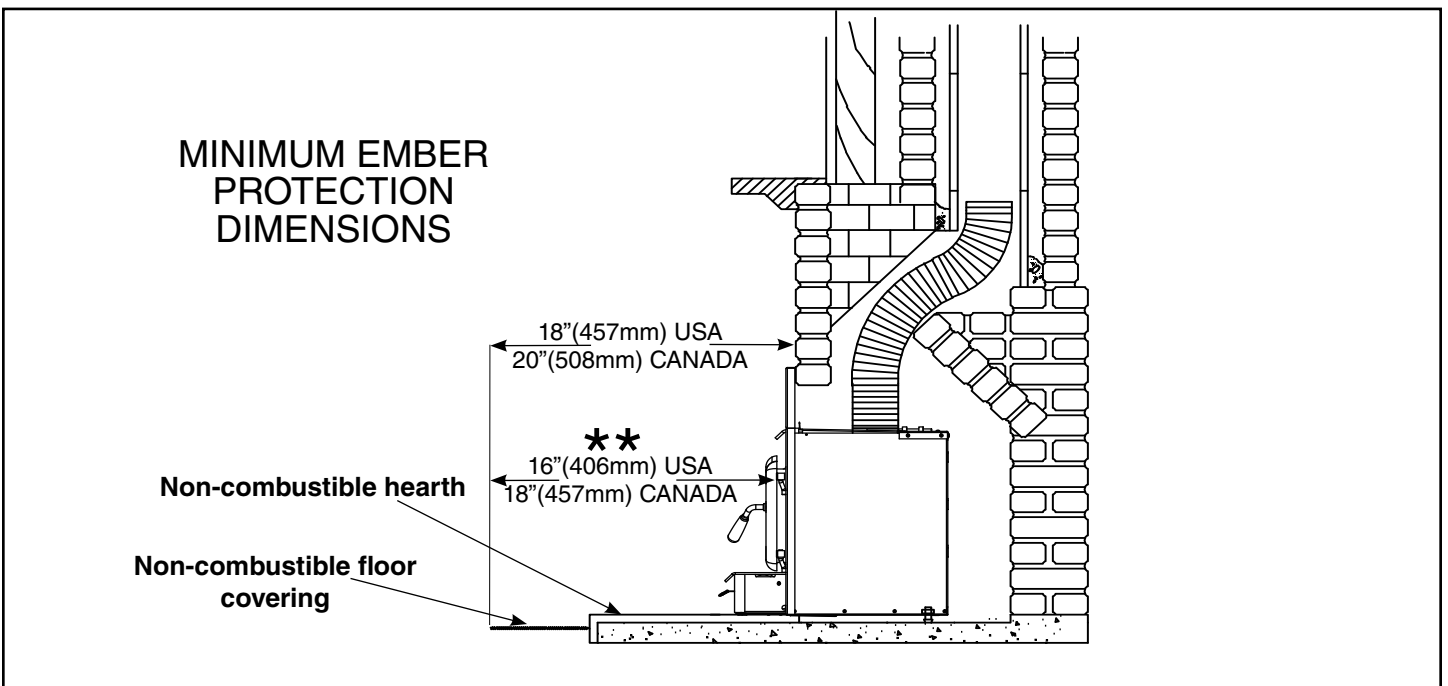 MINIMUM EMBER
PROTECTION
DIMENSIONS
18”(457mm) USA
20”(508mm) CANADA
**
16”(406mm) USA
18”(457mm) CANADA
Non-combustible hearth
Non-combustible floor
covering